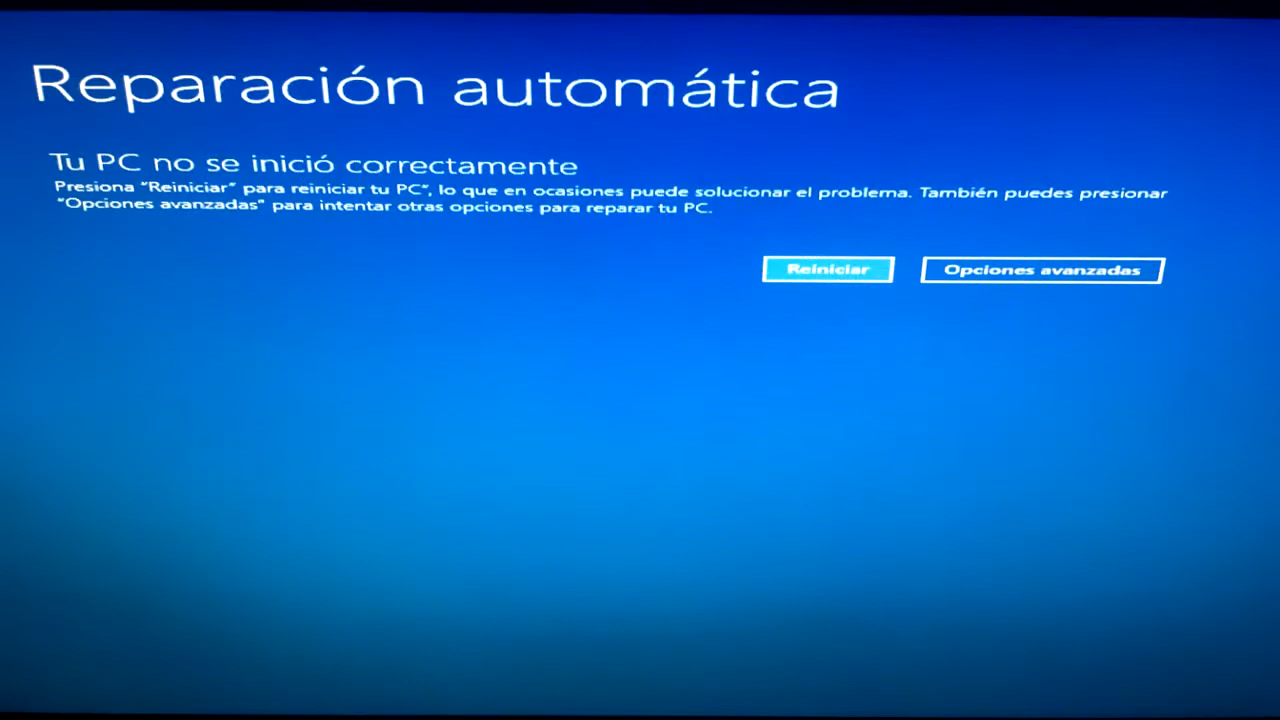 Reparación automática
Tu PC no se inició correctamente
Presiona "Reiniciar" para reiniciar tu PC", lo que en ocasiones puede solucionar el problema. También puedes presionar
"Opciones avanzadas" para intentar otras opciones para reparar tu PC.
Reiniciar
Opciones avanzadas